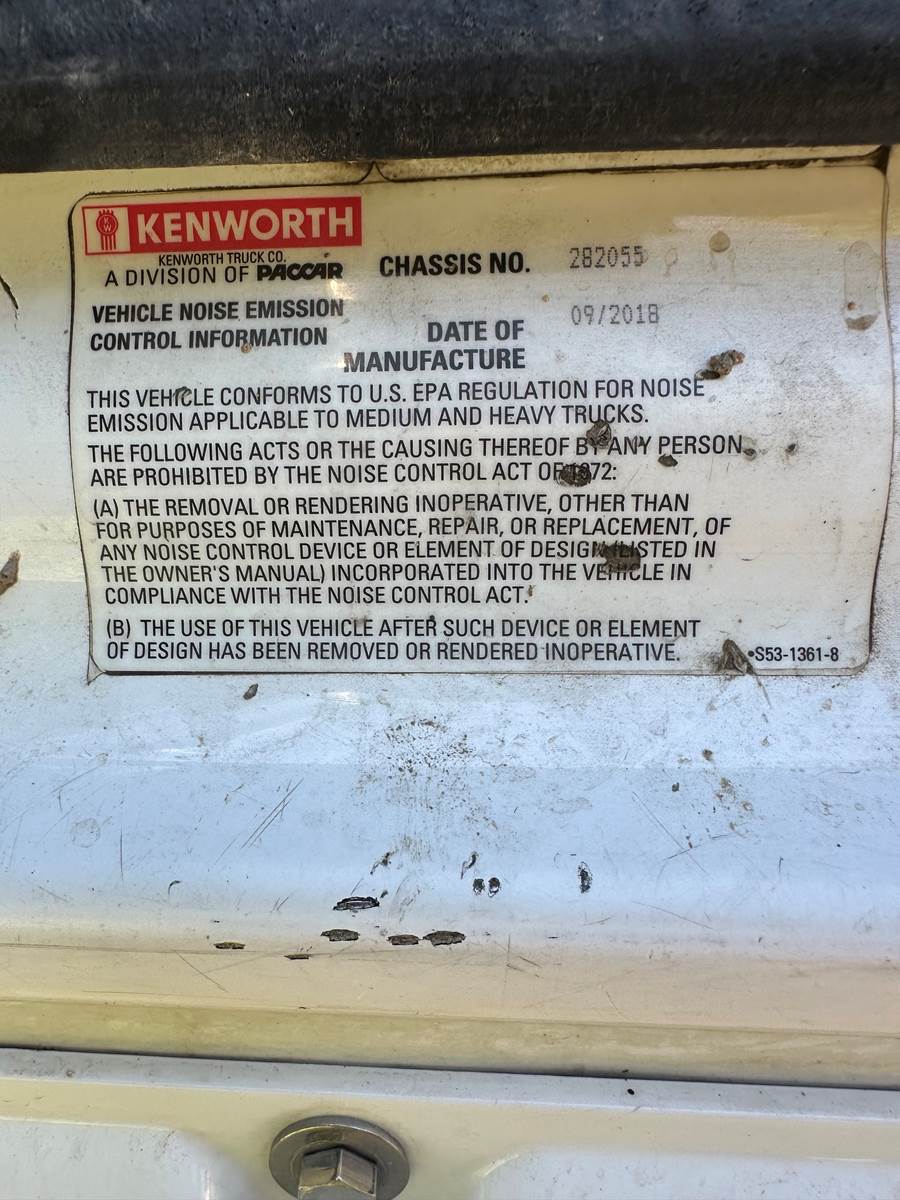 KENWORTH
KENWORTH TRUCK CO.
A DIVISION OF PACCAR
CHASSIS NO. 282055
VEHICLE NOISE EMISSION
CONTROL INFORMATION
DATE OF
MANUFACTURE
09/2018
THIS VEHICLE CONFORMS TO U.S. EPA REGULATION FOR NOISE
EMISSION APPLICABLE TO MEDIUM AND HEAVY TRUCKS.
THE FOLLOWING ACTS OR THE CAUSING THEREOF BY ANY PERSON
ARE PROHIBITED BY THE NOISE CONTROL ACT OF 1972:
(A) THE REMOVAL OR RENDERING INOPERATIVE, OTHER THAN
FOR PURPOSES OF MAINTENANCE, REPAIR, OR REPLACEMENT, OF
ANY NOISE CONTROL DEVICE OR ELEMENT OF DESIGN (LISTED IN
THE OWNER'S MANUAL) INCORPORATED INTO THE VEHICLE IN
COMPLIANCE WITH THE NOISE CONTROL ACT.
(B) THE USE OF THIS VEHICLE AFTER SUCH DEVICE OR ELEMENT
OF DESIGN HAS BEEN REMOVED OR RENDERED INOPERATIVE.
•S53-1361-8